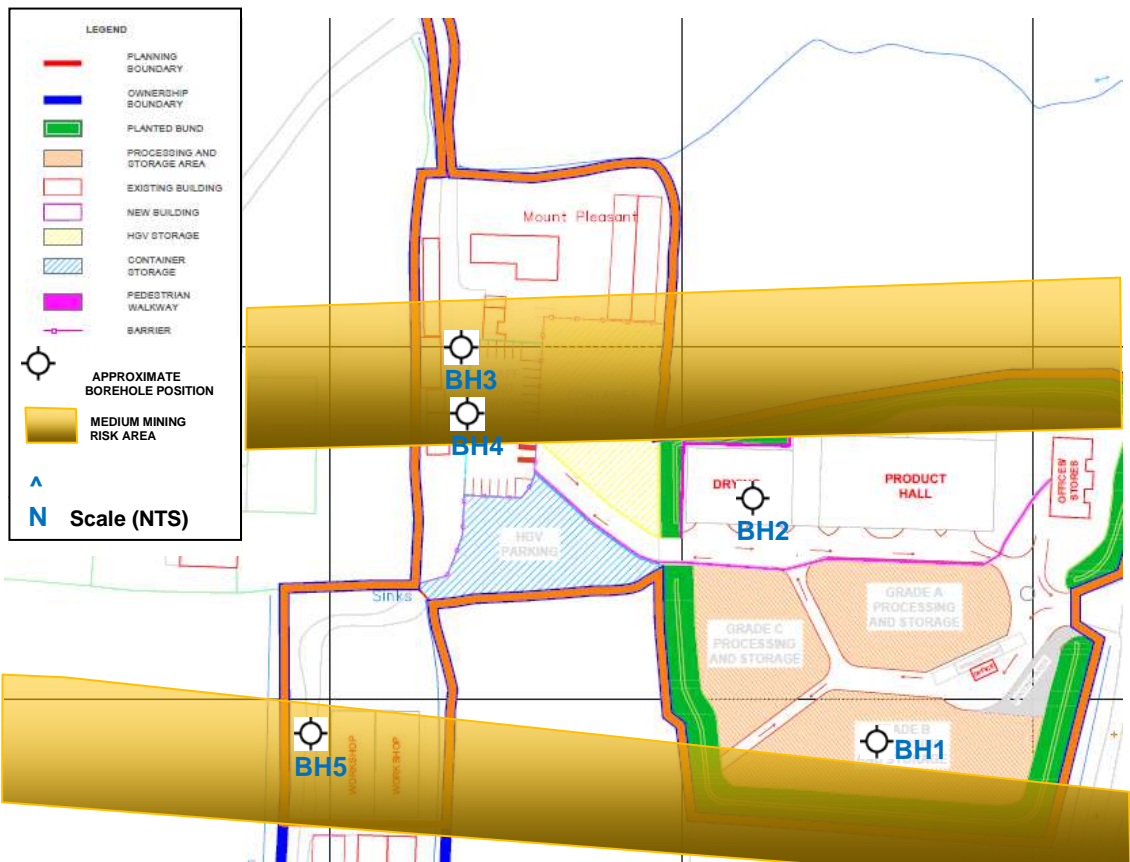 LEGEND
PLANNING
BOUNDARY
OWNERSHIP
BOUNDARY
PLANTED BUND
PROCESSING AND
STORAGE AREA
EXISTING BUILDING
NEW BUILDING
HGV STORAGE
CONTAINER
STORAGE
PEDESTRIAN
WALKWAY
BARRIER
APPROXIMATE
BOREHOLE POSITION
MEDIUM MINING
RISK AREA
^
N Scale (NTS)
Mount Pleasant
BH3
BH4
PRODUCT
HALL
BH2
OFFICES/
STORES
HGV
PARKING
Sinks
GRADE A
PROCESSING
AND STORAGE
GRADE C
PROCESSING
AND STORAGE
OFFICE
BH5
WORKSHOP
WORKSHOP
BH1